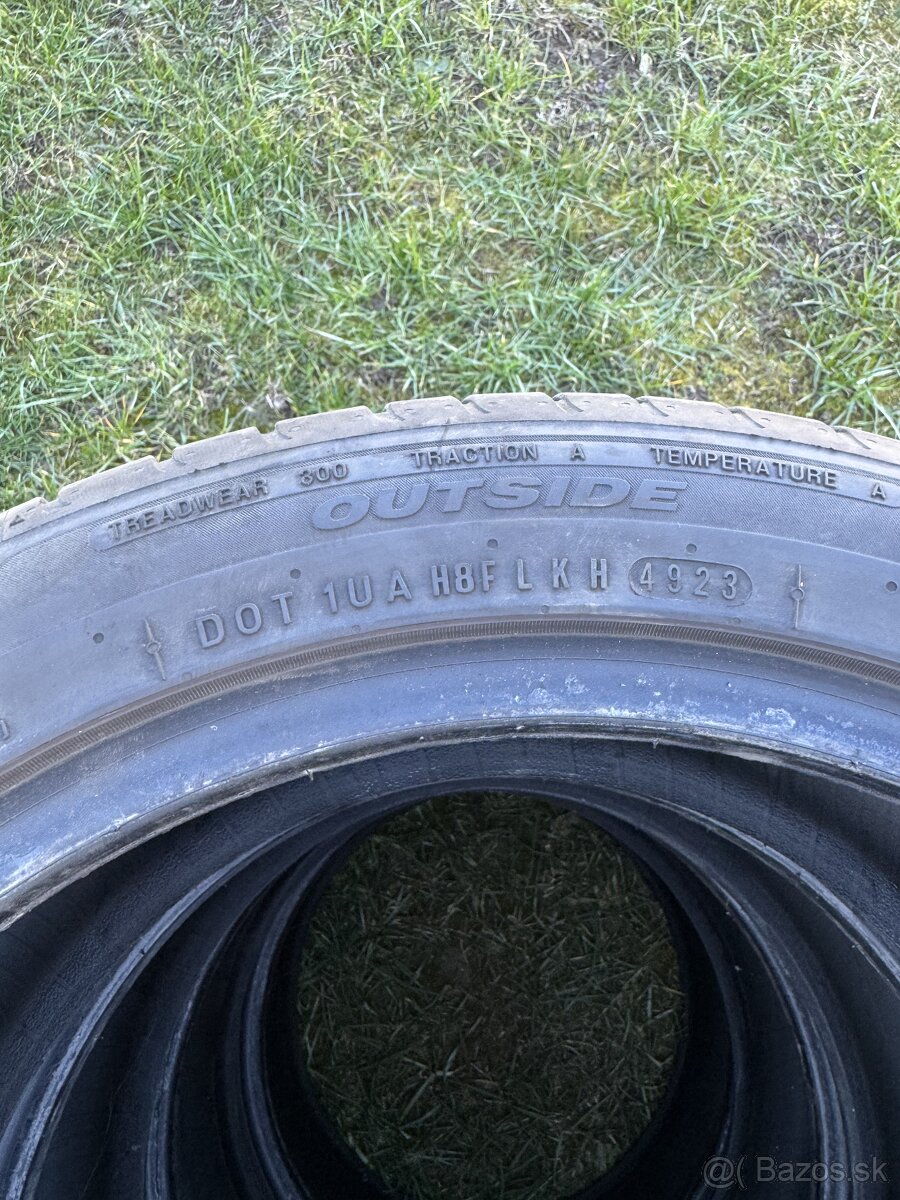 TREADWEAR 300 TRACTION A TEMPERATURE A
OUTSIDE
DOT 1UA H8F LKH 4923
@ Bazos.sk